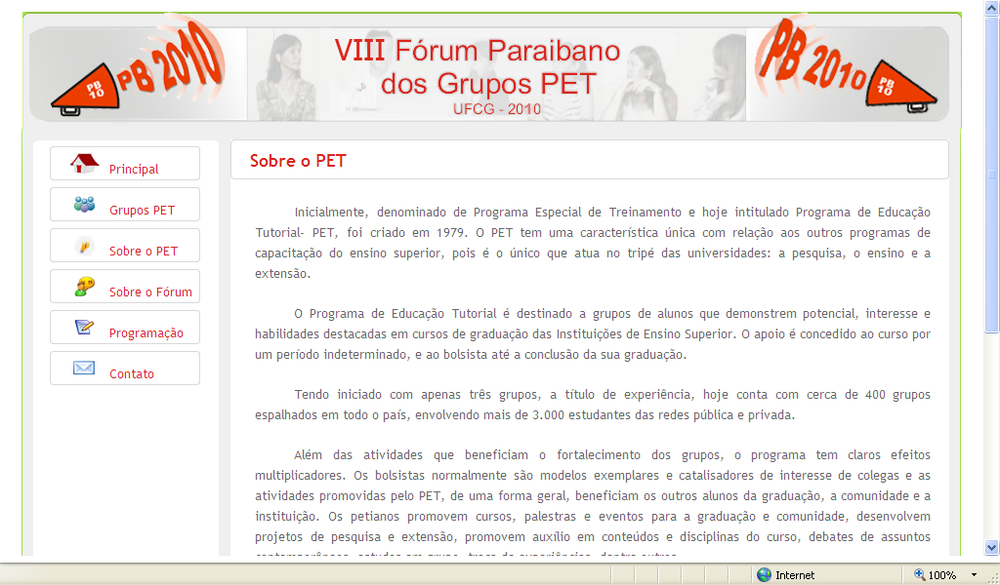 PB 2010
PB
10
VIII Fórum Paraibano
dos Grupos PET
UFCG - 2010
PB 2010
PB
10
Principal
Grupos PET
Sobre o PET
Sobre o Fórum
Programação
Contato
Sobre o PET
Inicialmente, denominado de Programa Especial de Treinamento e hoje intitulado Programa de Educação
Tutorial- PET, foi criado em 1979. O PET tem uma característica única com relação aos outros programas de
capacitação do ensino superior, pois é o único que atua no tripé das universidades: a pesquisa, o ensino e a
extensão.
O Programa de Educação Tutorial é destinado a grupos de alunos que demonstrem potencial, interesse e
habilidades destacadas em cursos de graduação das Instituições de Ensino Superior. O apoio é concedido ao curso por
um período indeterminado, e ao bolsista até a conclusão da sua graduação.
Tendo iniciado com apenas três grupos, a título de experiência, hoje conta com cerca de 400 grupos
espalhados em todo o país, envolvendo mais de 3.000 estudantes das redes pública e privada.
Além das atividades que beneficiam o fortalecimento dos grupos, o programa tem claros efeitos
multiplicadores. Os bolsistas normalmente são modelos exemplares e catalisadores de interesse de colegas e as
atividades promovidas pelo PET, de uma forma geral, beneficiam os outros alunos da graduação, a comunidade e a
instituição. Os petianos promovem cursos, palestras e eventos para a graduação e comunidade, desenvolvem
projetos de pesquisa e extensão, promovem auxílio em conteúdos e disciplinas do curso, debates de assuntos
Internet
100%